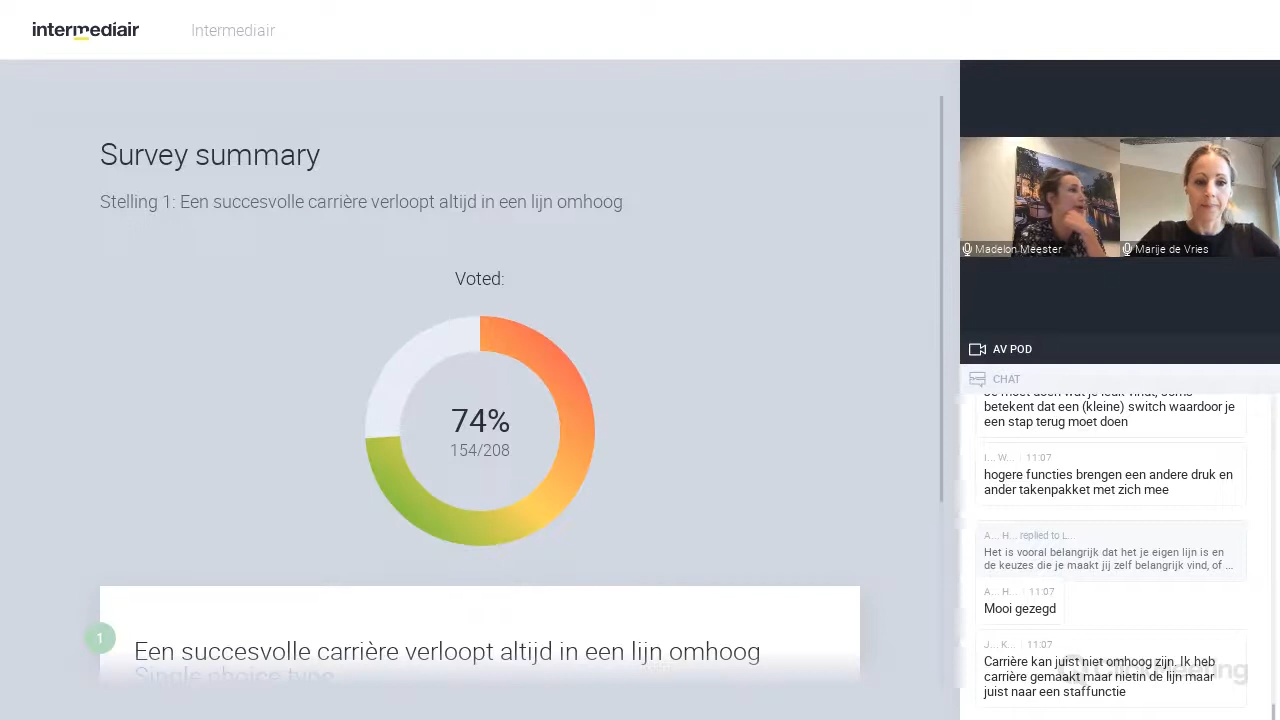 intermediair
Intermediair
Survey summary
Stelling 1: Een succesvolle carrière verloopt altijd in een lijn omhoog
Voted:
74%
154/208
1
Een succesvolle carrière verloopt altijd in een lijn omhoog
Single choice type
Madelon Meester
Marije de Vries
AV POD
CHAT
betekent dat een (kleine) switch waardoor je
een stap terug moet doen
I... W... 11:07
hogere functies brengen een andere druk en
ander takenpakket met zich mee
A... H... replied to L...
Het is vooral belangrijk dat het je eigen lijn is en
de keuzes die je maakt jij zelf belangrijk vind, of ...
A... H... 11:07
Mooi gezegd
J... K... 11:07
Carrière kan juist niet omhoog zijn. Ik heb
carrière gemaakt maar nietin de lijn maar
juist naar een staffunctie